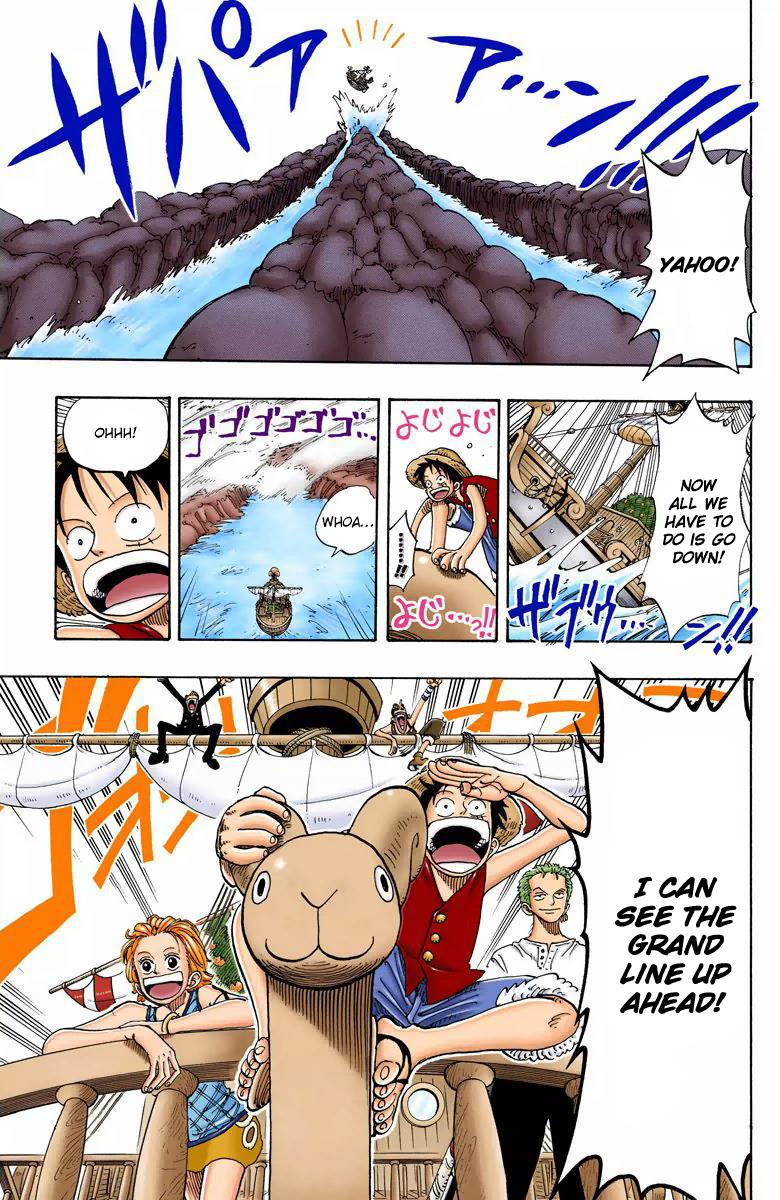 ザパアアー…ン!!!
YAHOO!
NOW
ALL WE
HAVE TO
DO IS GO
DOWN!
ザブウ…ン!!
よじよじ
……!!
よじ…っ!!
ゴゴゴゴゴゴ…
WHOA...
OHHH!
I CAN
SEE THE
GRAND
LINE UP
AHEAD!